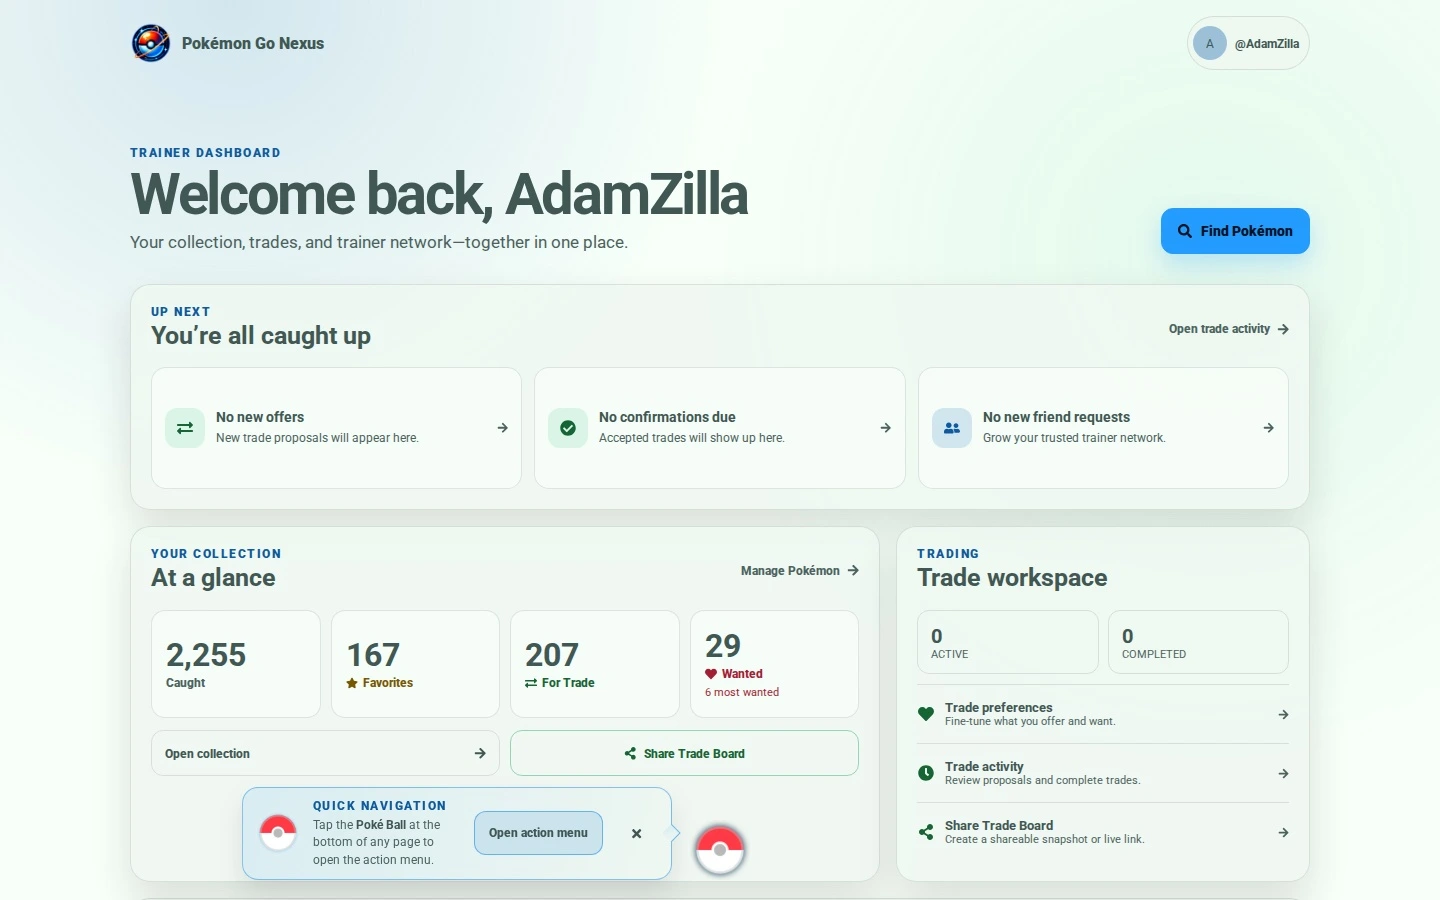 Pokémon Go Nexus
A
@AdamZilla
TRAINER DASHBOARD
Welcome back, AdamZilla
Your collection, trades, and trainer network—together in one place.
Find Pokémon
UP NEXT
You’re all caught up
Open trade activity
No new offers
New trade proposals will appear here.
No confirmations due
Accepted trades will show up here.
No new friend requests
Grow your trusted trainer network.
YOUR COLLECTION
At a glance
Manage Pokémon
2,255
Caught
167
Favorites
207
For Trade
29
Wanted
6 most wanted
Open collection
Share Trade Board
QUICK NAVIGATION
Tap the Poké Ball at the
bottom of any page to
open the action menu.
Open action menu
TRADING
Trade workspace
0
ACTIVE
0
COMPLETED
Trade preferences
Fine-tune what you offer and want.
Trade activity
Review proposals and complete trades.
Share Trade Board
Create a shareable snapshot or live link.